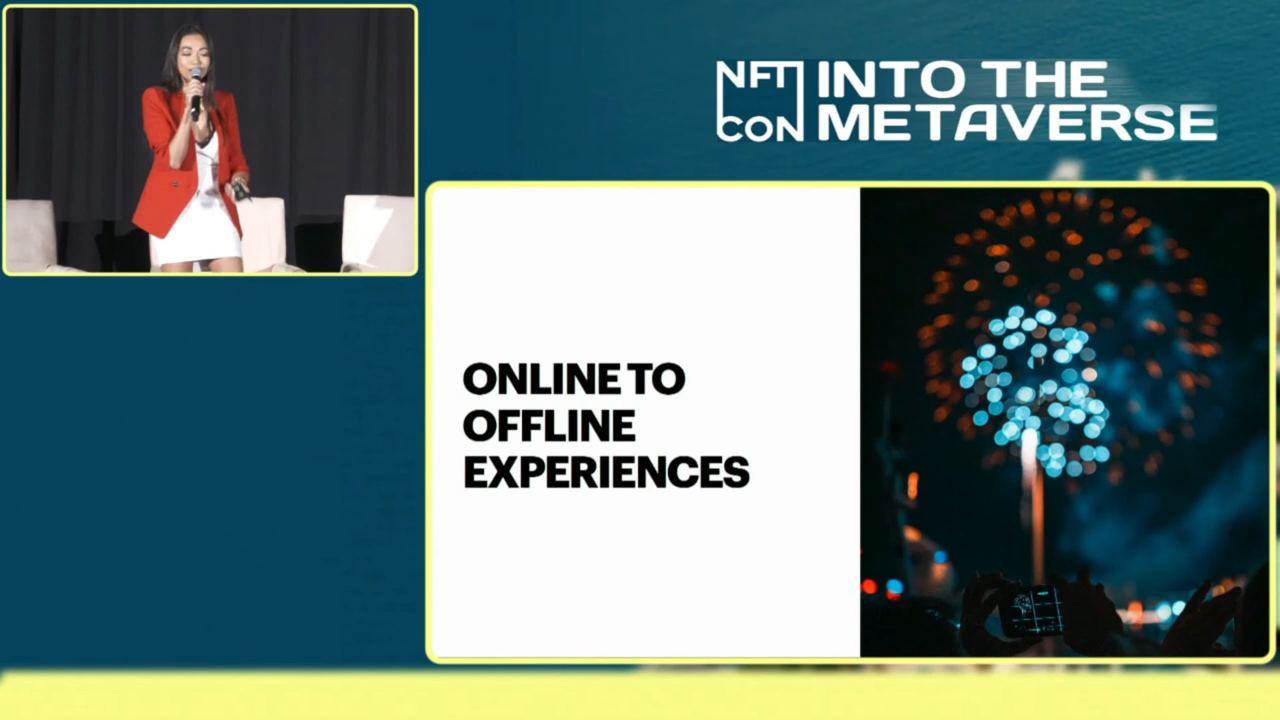 NFT
CON
INTO THE
METAVERSE
ONLINE TO
OFFLINE
EXPERIENCES